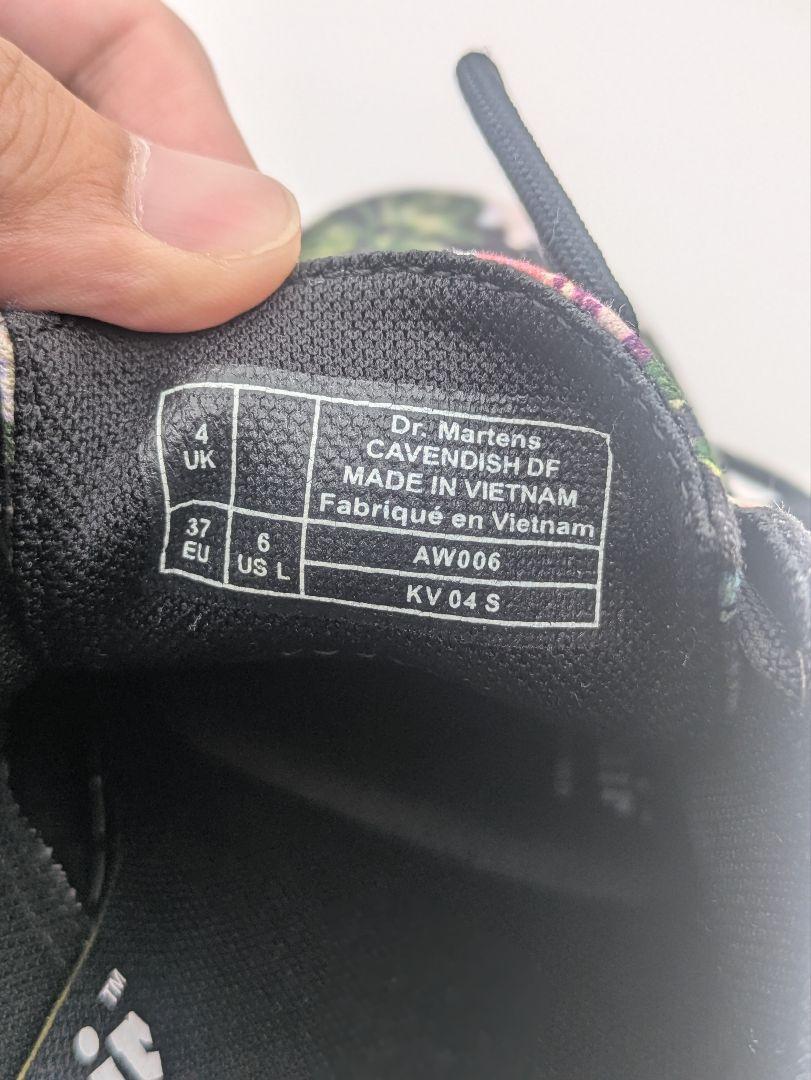 4
UK
Dr. Martens
CAVENDISH DF
MADE IN VIETNAM
Fabriqué en Vietnam
37
EU
6
US L
AW006
KV 04 S
TM